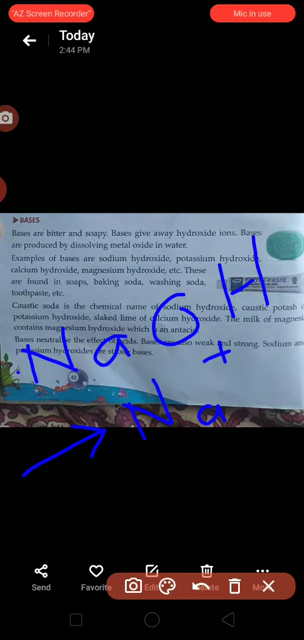 "AZ Screen Recorder"
Mic in use
Today
2:44 PM
➤ BASES
Bases are bitter and soapy. Bases give away hydroxide ions. Bases
are produced by dissolving metal oxide in water.
Examples of bases are sodium hydroxide, potassium hydroxide,
calcium hydroxide, magnesium hydroxide, etc. These
are found in soaps, baking soda, washing soda,
toothpaste, etc.
Caustic soda is the chemical name of sodium hydroxide, caustic potash
potassium hydroxide, slaked lime of calcium hydroxide. The milk of magnes
contains magnesium hydroxide which is an antacid
Bases neutralise the effect of acids. Bases are also weak and strong. Sodium an
hydroxides are strong bases.
42
NaOH
+
Na
Send
Favorite
Edit